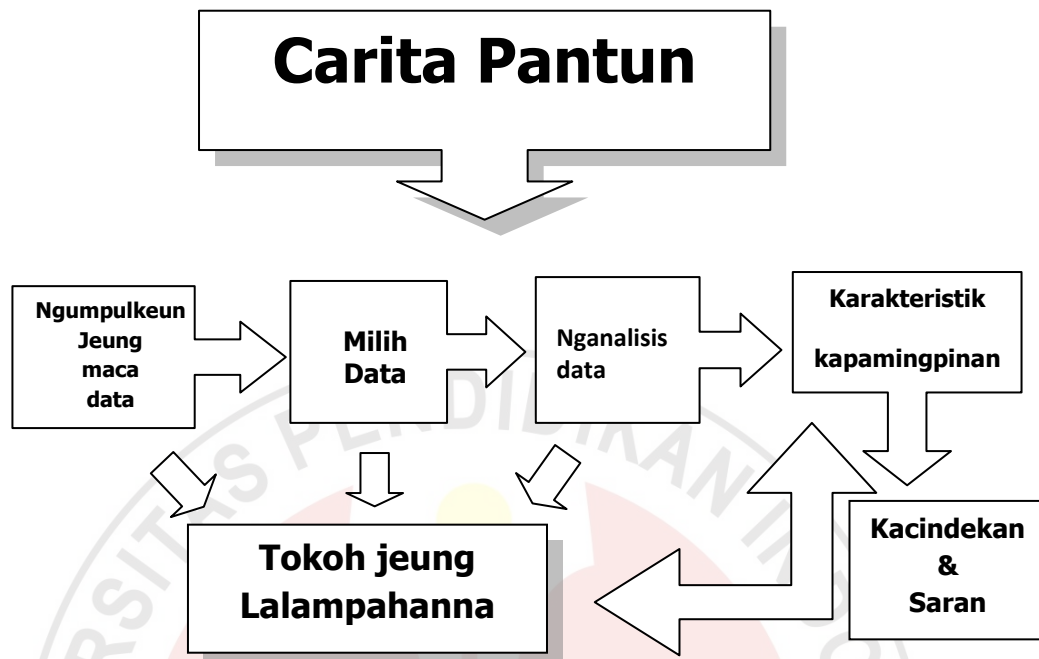 Carita Pantun
Ngumpulkeun
Jeung
maca
data
Milih
Data
Nganalisis
data
Karakteristik
kapamingpinan
Tokoh jeung
Lalampahanna
Kacindekan
&
Saran